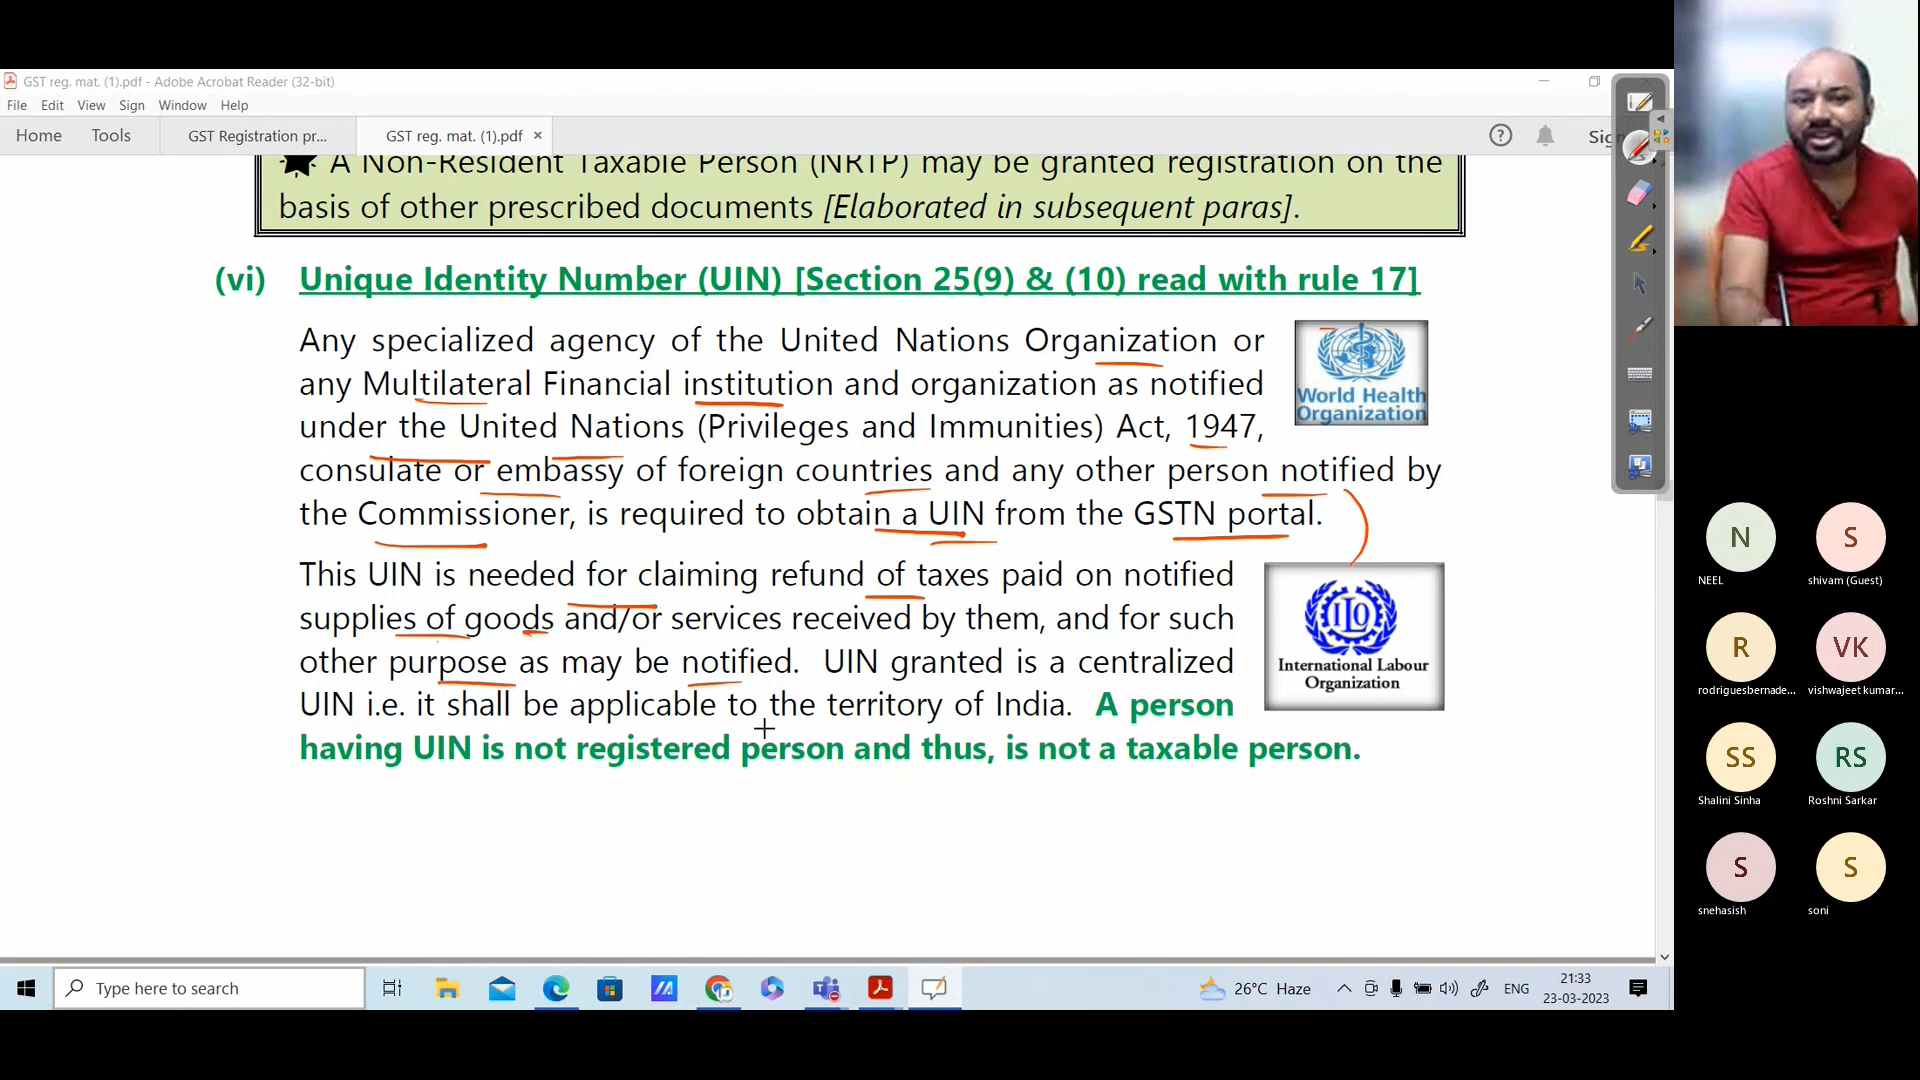 GST reg. mat. (1).pdf - Adobe Acrobat Reader (32-bit)
File Edit View Sign Window Help
Home Tools GST Registration pr... GST reg. mat. (1).pdf ×
A Non-Resident Taxable Person (NRTP) may be granted registration on the
basis of other prescribed documents [Elaborated in subsequent paras].
(vi) Unique Identity Number (UIN) [Section 25(9) & (10) read with rule 17]
Any specialized agency of the United Nations Organization or
any Multilateral Financial institution and organization as notified
under the United Nations (Privileges and Immunities) Act, 1947,
consulate or embassy of foreign countries and any other person notified by
the Commissioner, is required to obtain a UIN from the GSTN portal.
World Health
Organization
This UIN is needed for claiming refund of taxes paid on notified
supplies of goods and/or services received by them, and for such
other purpose as may be notified. UIN granted is a centralized
UIN i.e. it shall be applicable to the territory of India. A person
having UIN is not registered person and thus, is not a taxable person.
ILO
International Labour
Organization
N
NEEL
S
shivam (Guest)
R
rodriguesbernade...
VK
vishwajeet kumar...
SS
Shalini Sinha
RS
Roshni Sarkar
S
snehasish
S
soni
Type here to search
26°C Haze
ENG
21:33
23-03-2023